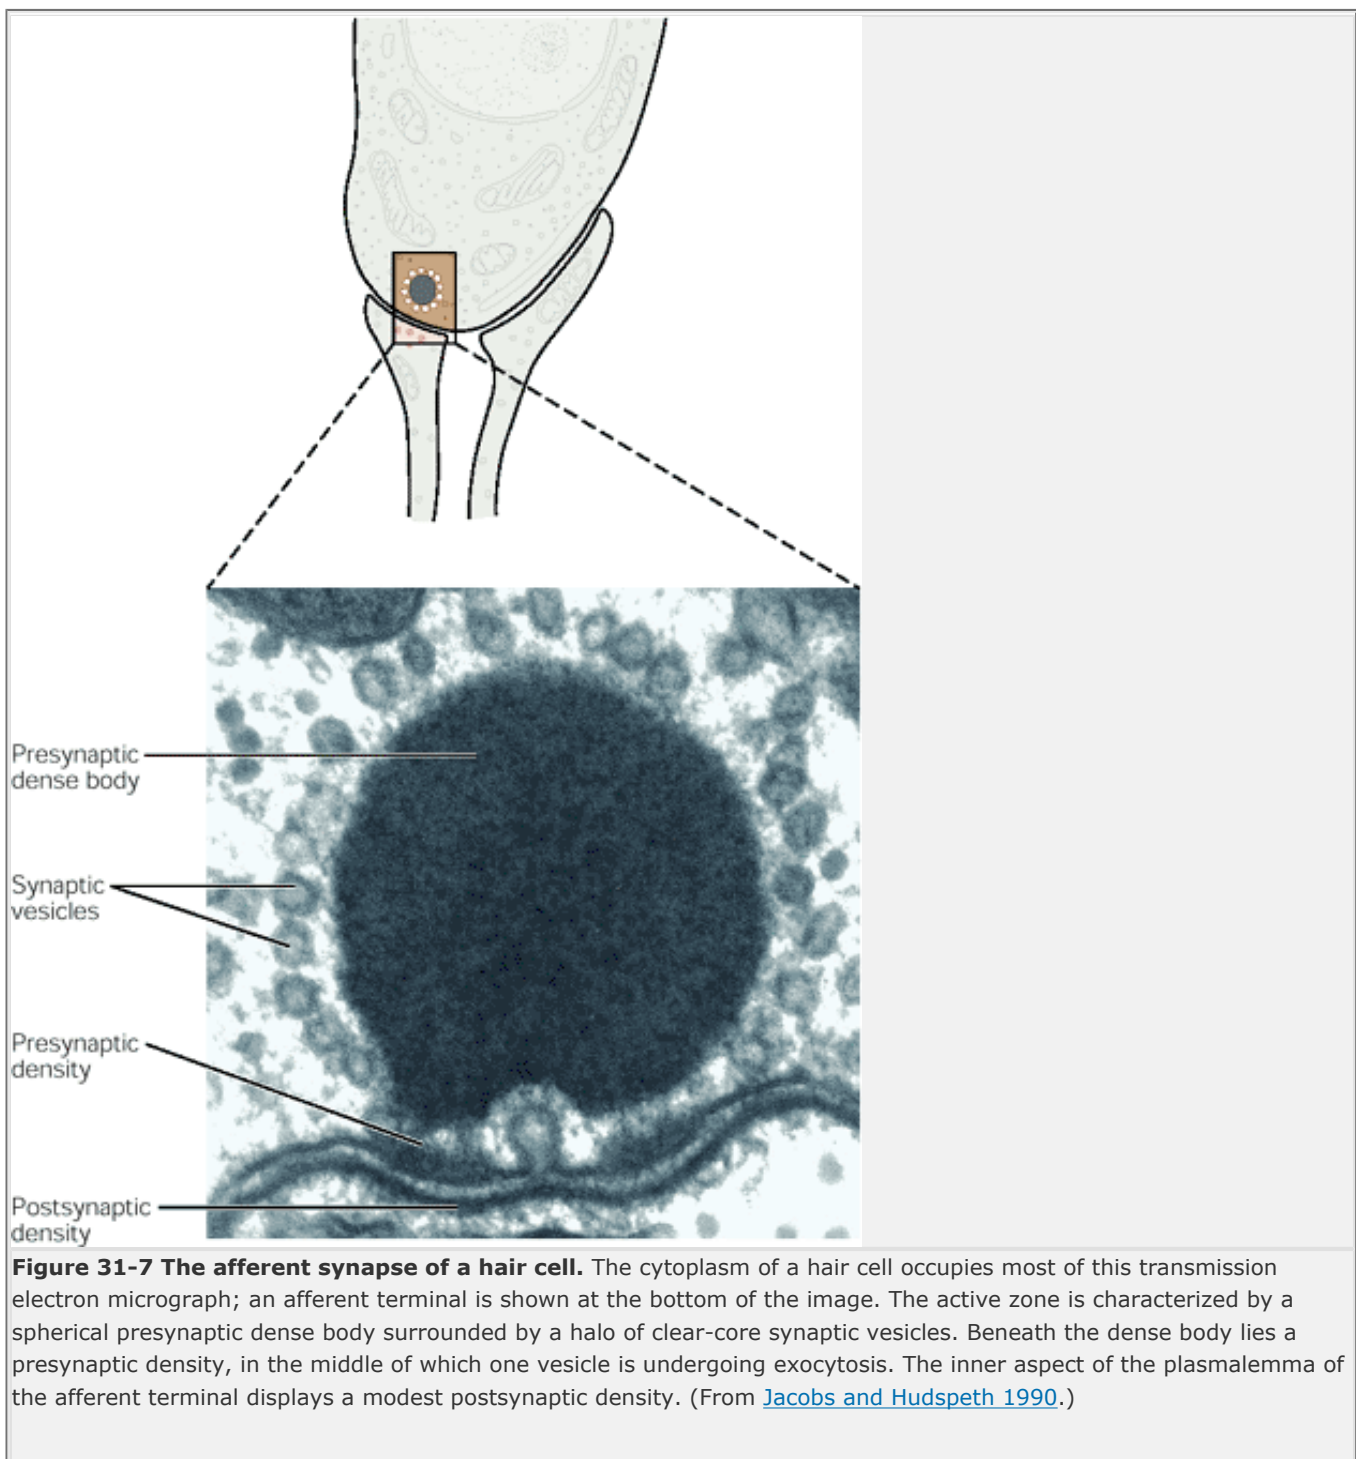 Presynaptic
dense body
Synaptic
vesicles
Presynaptic
density
Postsynaptic
density
Figure 31-7 The afferent synapse of a hair cell. The cytoplasm of a hair cell occupies most of this transmission
electron micrograph; an afferent terminal is shown at the bottom of the image. The active zone is characterized by a
spherical presynaptic dense body surrounded by a halo of clear-core synaptic vesicles. Beneath the dense body lies a
presynaptic density, in the middle of which one vesicle is undergoing exocytosis. The inner aspect of the plasmalemma of
the afferent terminal displays a modest postsynaptic density. (From Jacobs and Hudspeth 1990.)